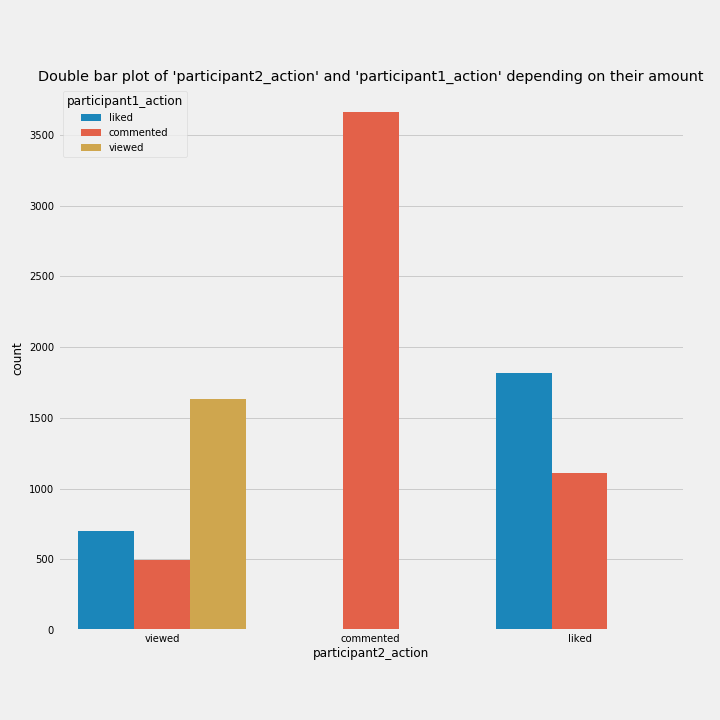 Double bar plot of 'participant2_action' and 'participant1_action' depending on their amount
participant1_action
liked
commented
viewed
3500
3000
2500
2000
1500
1000
500
0
count
viewed commented liked
participant2_action